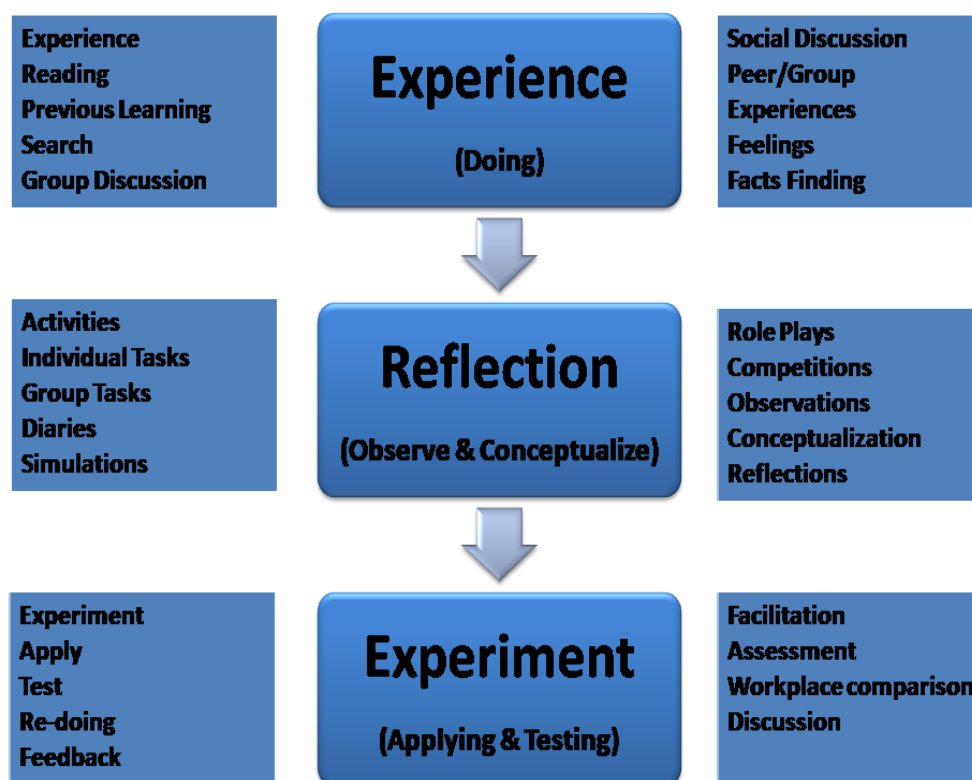 Experience
Reading
Previous Learning
Search
Group Discussion
Experience
(Doing)
Social Discussion
Peer/Group
Experiences
Feelings
Facts Finding
Activities
Individual Tasks
Group Tasks
Diaries
Simulations
Reflection
(Observe & Conceptualize)
Role Plays
Competitions
Observations
Conceptualization
Reflections
Experiment
Apply
Test
Re-doing
Feedback
Experiment
(Applying & Testing)
Facilitation
Assessment
Workplace comparison
Discussion